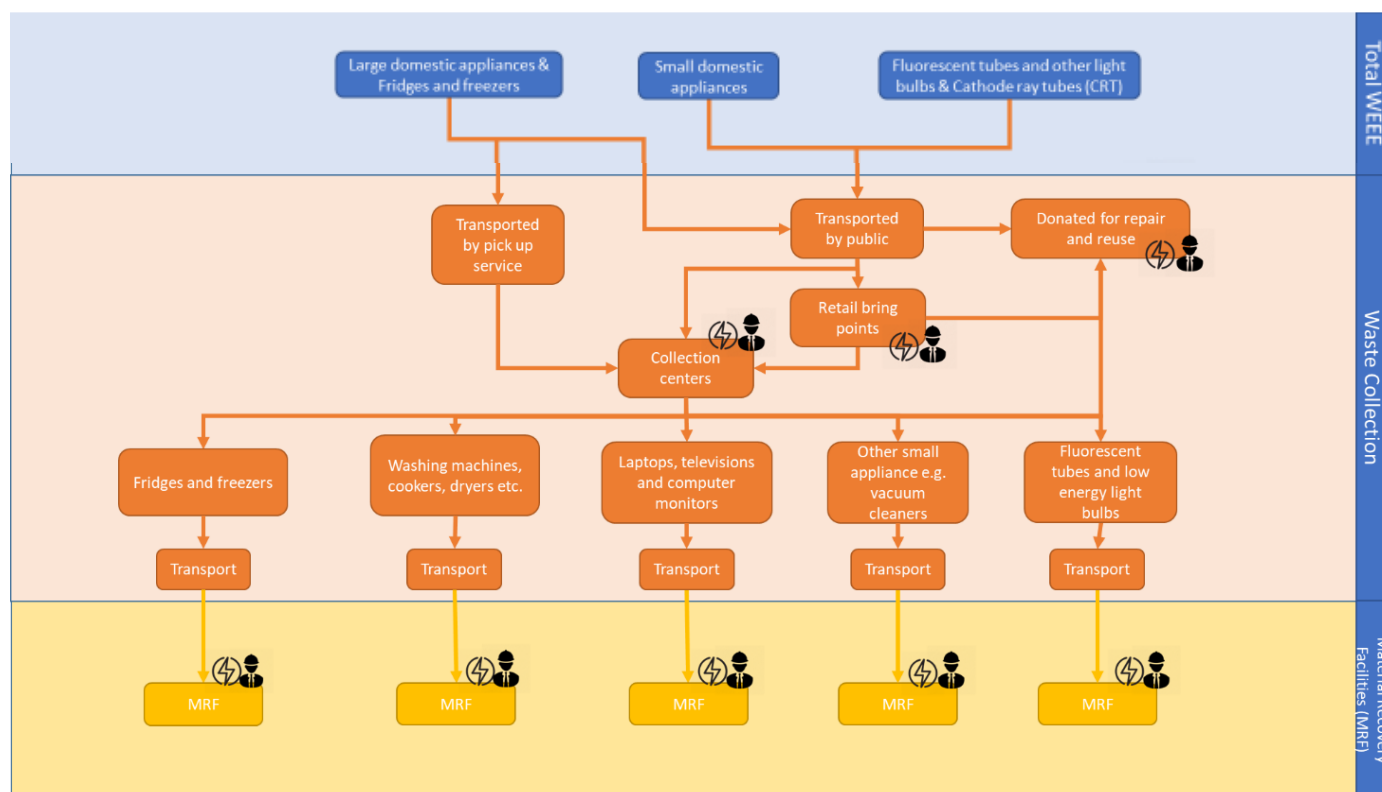 Large domestic appliances &
Fridges and freezers
Small domestic
appliances
Fluorescent tubes and other light
bulbs & Cathode ray tubes (CRT)
Total WEEE
Transported
by pick up
service
Transported
by public
Donated for repair
and reuse
Retail bring
points
Collection
centers
Waste Collection
Fridges and freezers
Washing machines,
cookers, dryers etc.
Laptops, televisions
and computer
monitors
Other small
appliance e.g.
vacuum
cleaners
Fluorescent
tubes and low
energy light
bulbs
Transport
Transport
Transport
Transport
Transport
MRF
MRF
MRF
MRF
MRF
Material Recovery
Facilities (MRF)